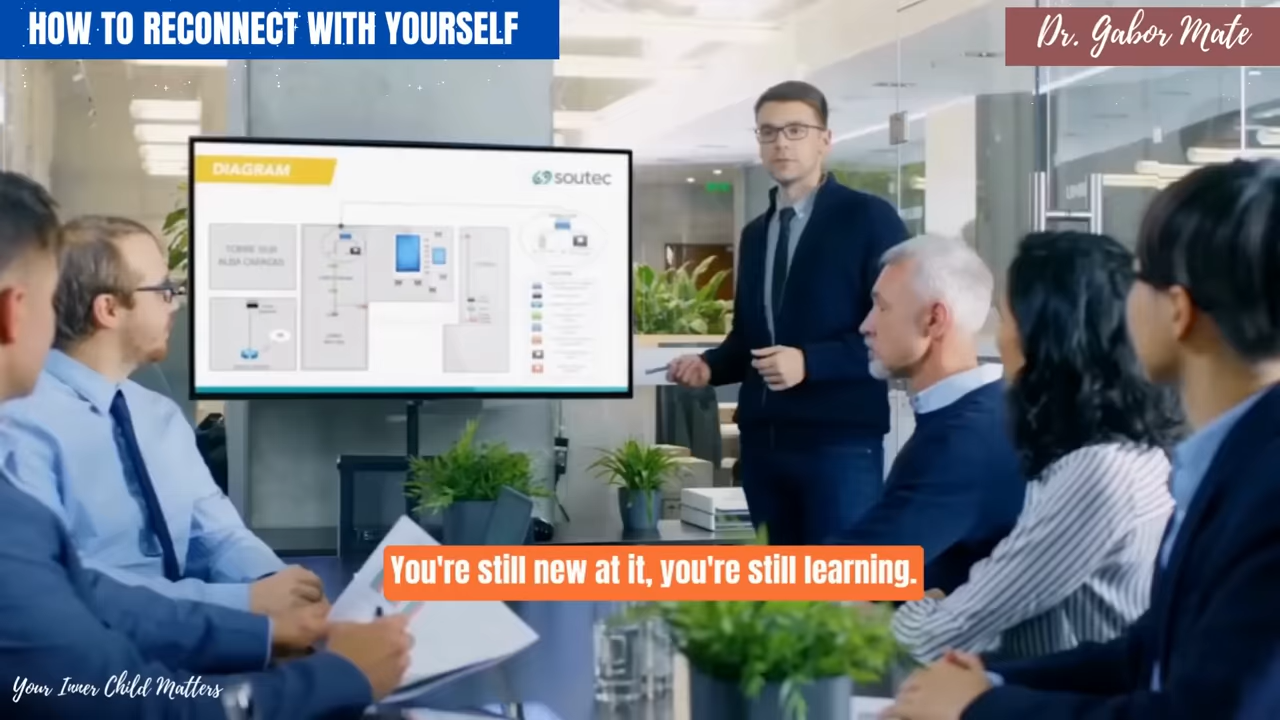 HOW TO RECONNECT WITH YOURSELF
Dr. Gabor Mate
DIAGRAM
soutec
You're still new at it, you're still learning.
Your Inner Child Matters